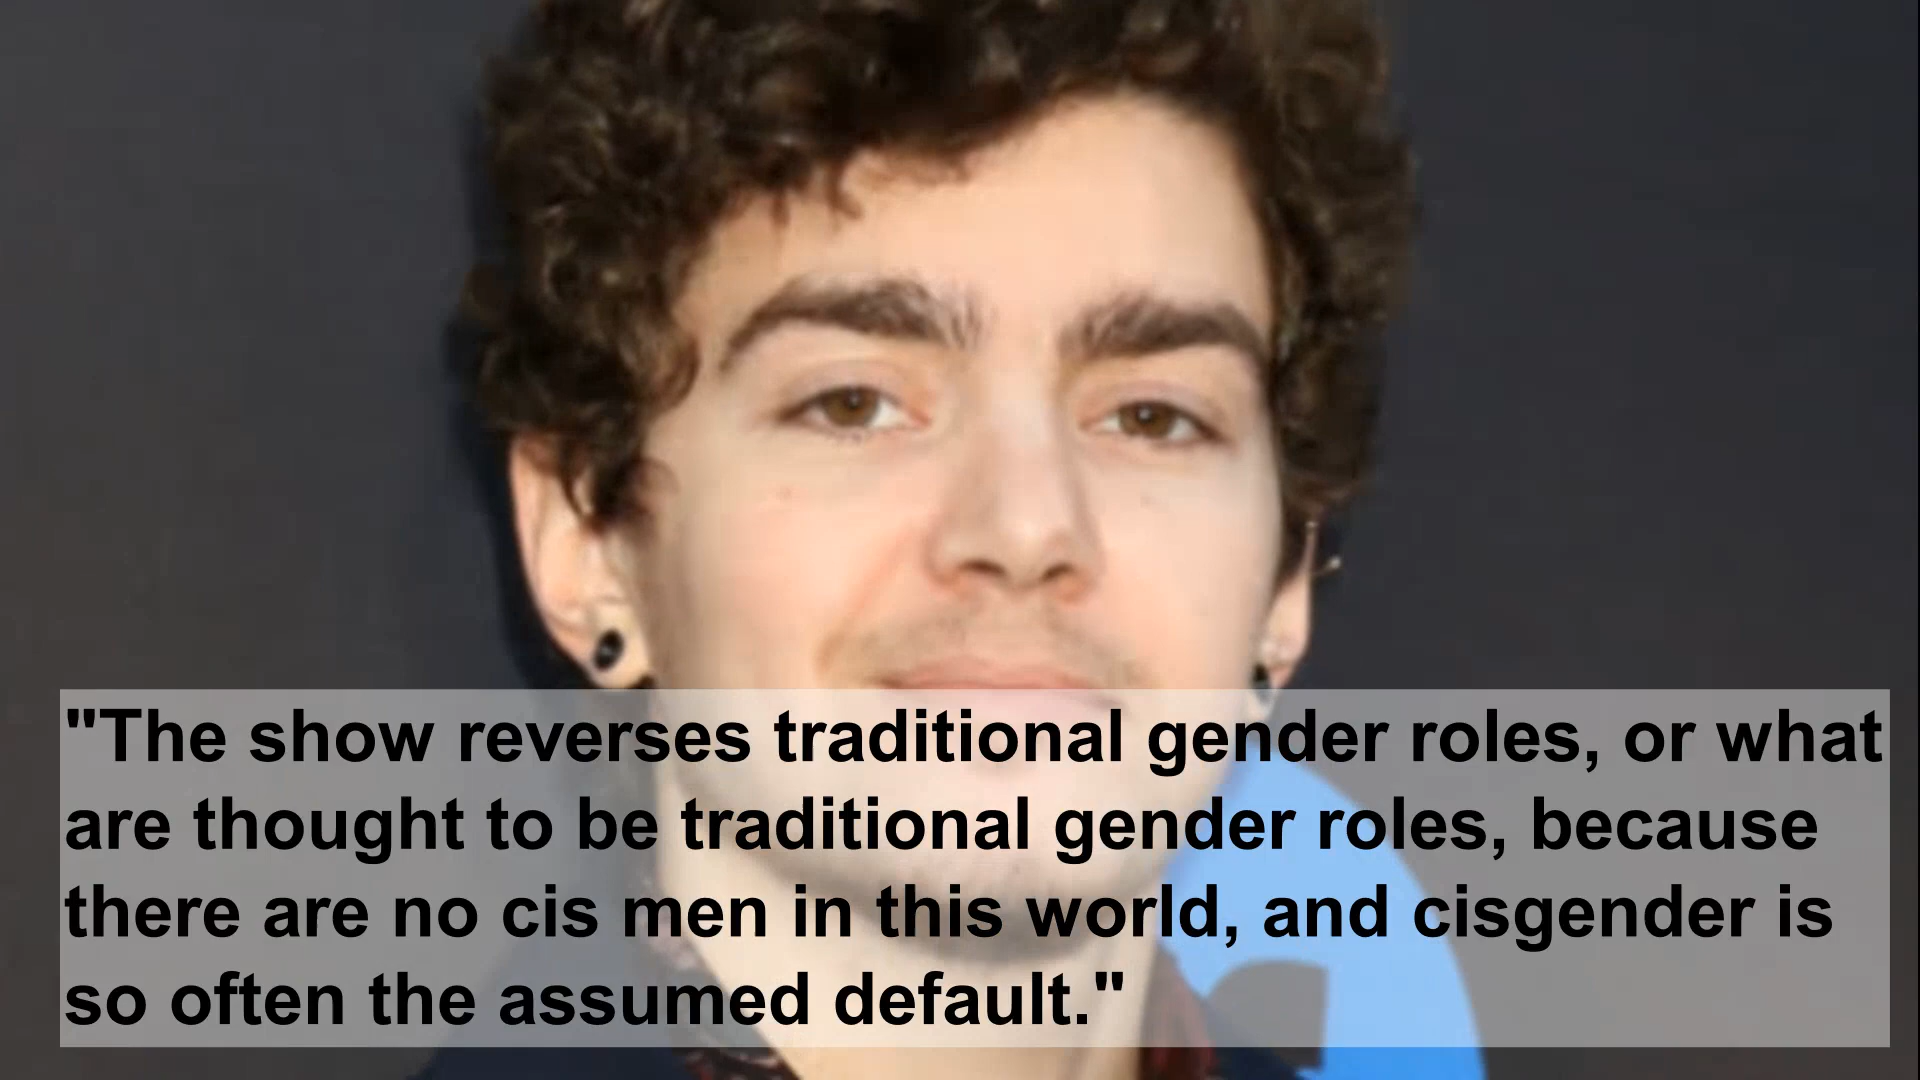 "The show reverses traditional gender roles, or what
are thought to be traditional gender roles, because
there are no cis men in this world, and cisgender is
so often the assumed default."